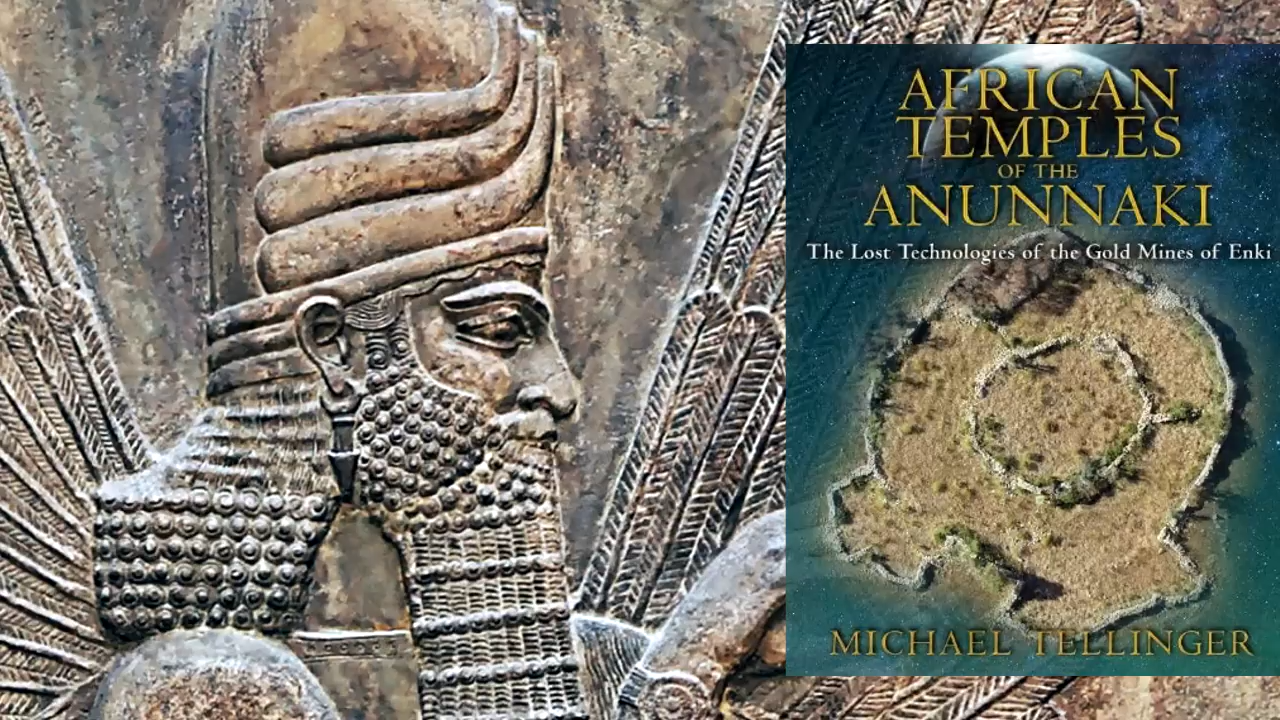 AFRICAN
TEMPLES
OF THE
ANUNNAKI
The Lost Technologies of the Gold Mines of Enki
MICHAEL TELLINGER